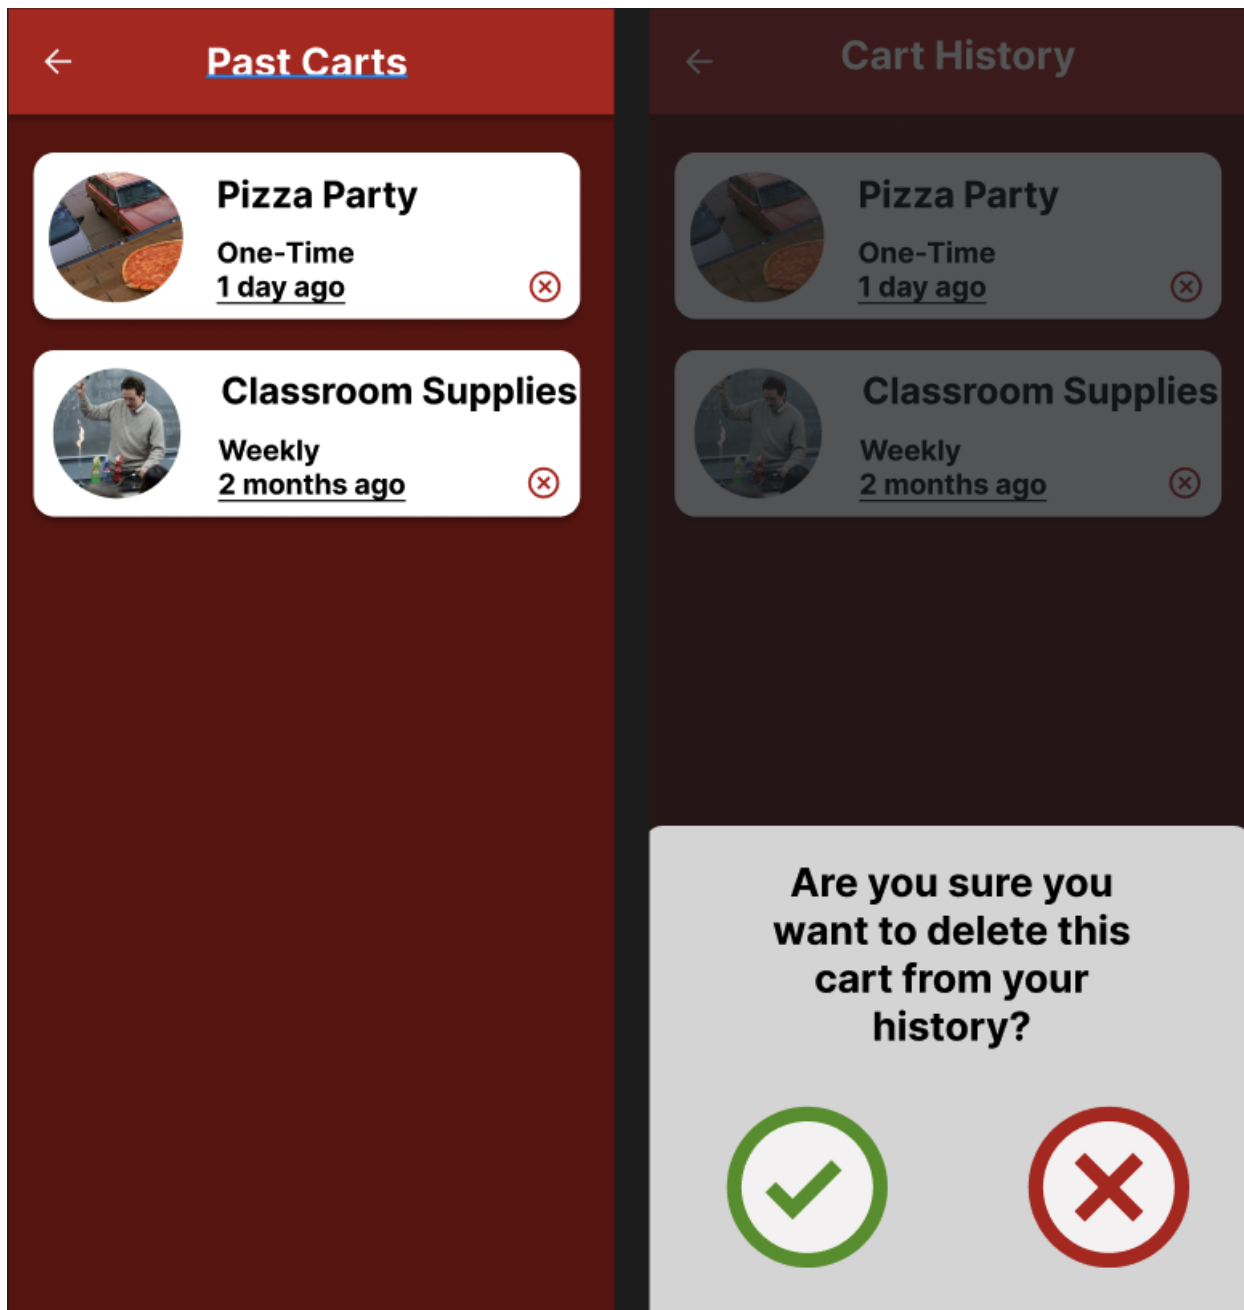 Past Carts
Pizza Party
One-Time
1 day ago
Classroom Supplies
Weekly
2 months ago
Cart History
Pizza Party
One-Time
1 day ago
Classroom Supplies
Weekly
2 months ago
Are you sure you
want to delete this
cart from your
history?